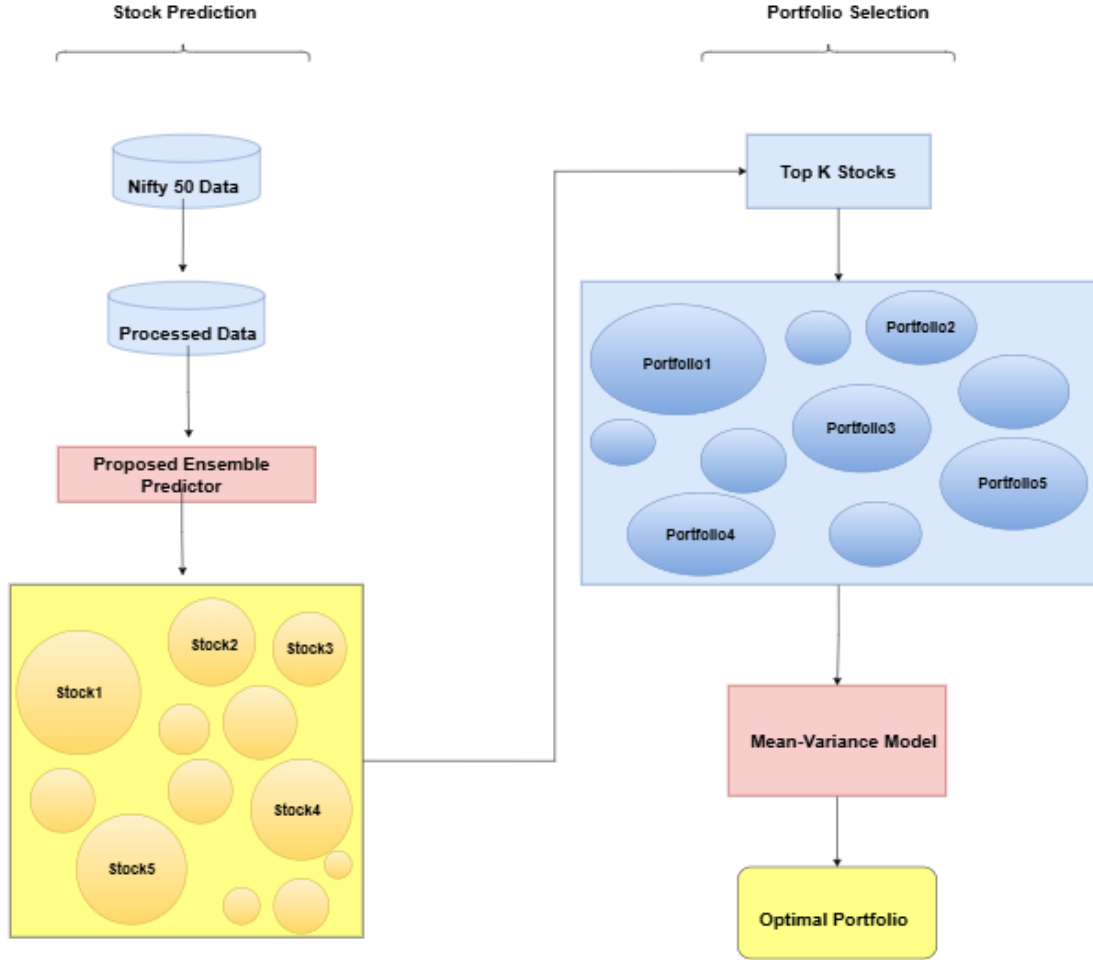 Stock Prediction
Nifty 50 Data
Processed Data
Proposed Ensemble
Predictor
Stock1
Stock2
Stock3
Stock4
Stock5
Portfolio Selection
Top K Stocks
Portfolio1
Portfolio2
Portfolio3
Portfolio4
Portfolio5
Mean-Variance Model
Optimal Portfolio